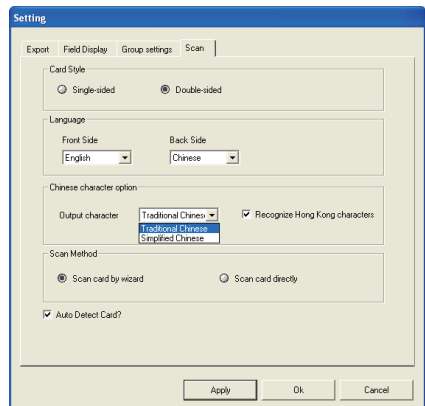 Setting
Export Field Display Group settings Scan
Card Style
Single-sided Double-sided
Language
Front Side Back Side
English Chinese
Chinese character option
Output character Traditional Chines Recognize Hong Kong characters
Traditional Chinese
Simplified Chinese
Scan Method
Scan card by wizard Scan card directly
Auto Detect Card?
Apply Ok Cancel